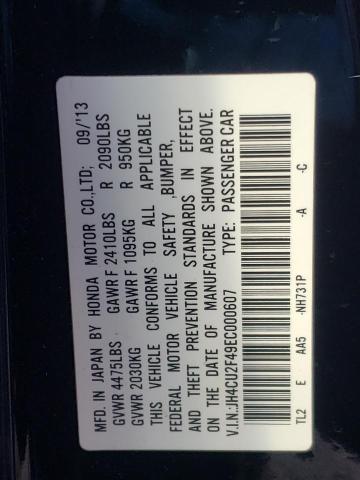 MFD. IN JAPAN BY HONDA MOTOR CO.,LTD; 09/'13
GVWR 4475LBS GAWR F 2410LBS R 2090LBS
GVWR 2030KG GAWR F 1095KG R 950KG
THIS VEHICLE CONFORMS TO ALL APPLICABLE
FEDERAL MOTOR VEHICLE SAFETY ,BUMPER,
AND THEFT PREVENTION STANDARDS IN EFFECT
ON THE DATE OF MANUFACTURE SHOWN ABOVE.
V.I.N.:JH4CU2F49EC000607 TYPE: PASSENGER CAR
TL2 E AA5 -NH731P -A -C